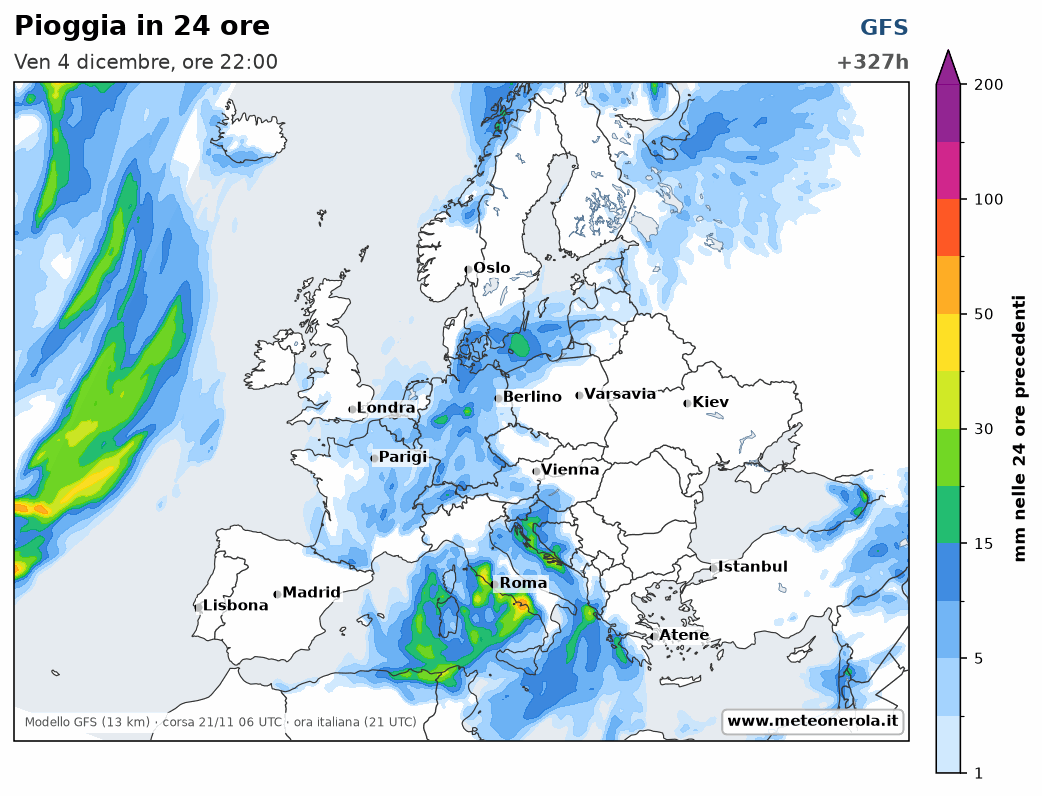 Pioggia in 24 ore
GFS
Ven 4 dicembre, ore 22:00
+327h
Oslo
Londra
Berlino
Varsavia
Kiev
Parigi
Vienna
Madrid
Lisbona
Roma
Istanbul
Atene
Modello GFS (13 km) · corsa 21/11 06 UTC · ora italiana (21 UTC)
www.meteonerola.it
200
100
50
30
15
5
1
mm nelle 24 ore precedenti